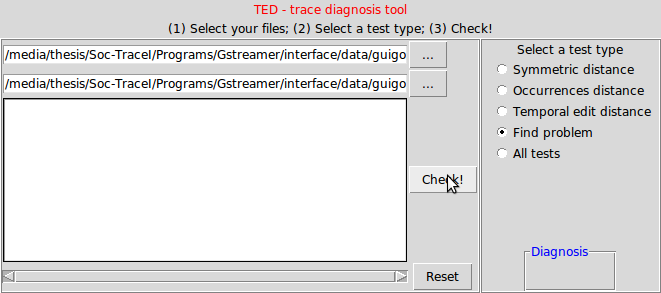 TED - trace diagnosis tool
(1) Select your files; (2) Select a test type; (3) Check!
/media/thesis/Soc-TraceI/Programs/Gstreamer/interface/data/guigo
...
/media/thesis/Soc-TraceI/Programs/Gstreamer/interface/data/guigo
...
Check!
Reset
Select a test type
Symmetric distance
Occurrences distance
Temporal edit distance
Find problem
All tests
Diagnosis